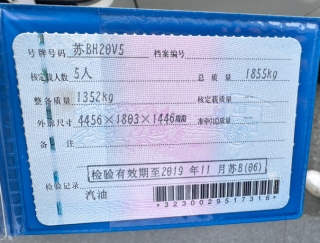 号牌号码 苏BH20V5 档案编号
核定载人数 5人 总质量 1855kg
整备质量 1352kg 核定载质量
外廓尺寸 4456×1803×1446mm 准牵引总质量
备注
检验有效期至2019年11月苏B(06)
检验记录
汽油
*3230029517316*